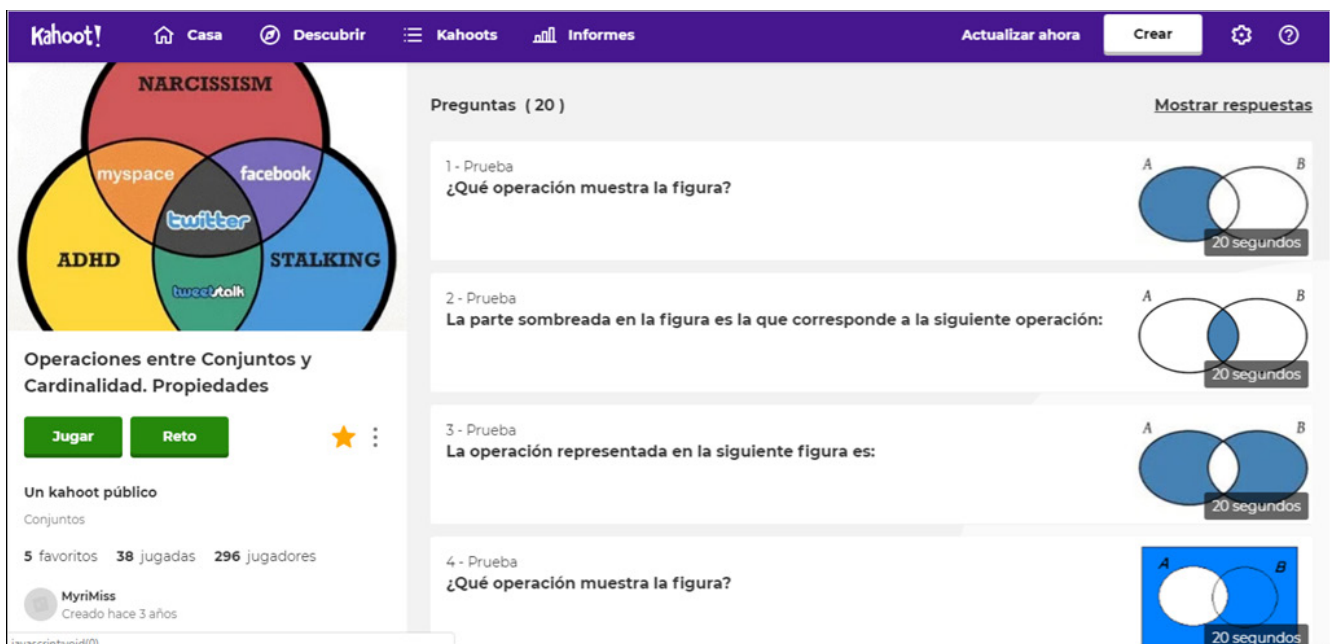 Kahoot! Casa Descubrir Kahoots Informes Actualizar ahora Crear
NARCISSISM
myspace facebook
twitter
ADHD STALKING
tweetstalk
Operaciones entre Conjuntos y
Cardinalidad. Propiedades
Jugar Reto
Un kahoot público
Conjuntos
5 favoritos 38 jugadas 296 jugadores
MyriMiss
Creado hace 3 años
Preguntas ( 20 ) Mostrar respuestas
1 - Prueba
¿Qué operación muestra la figura?
A B
20 segundos
2 - Prueba
La parte sombreada en la figura es la que corresponde a la siguiente operación:
A B
20 segundos
3 - Prueba
La operación representada en la siguiente figura es:
A B
20 segundos
4 - Prueba
¿Qué operación muestra la figura?
A B
20 segundos